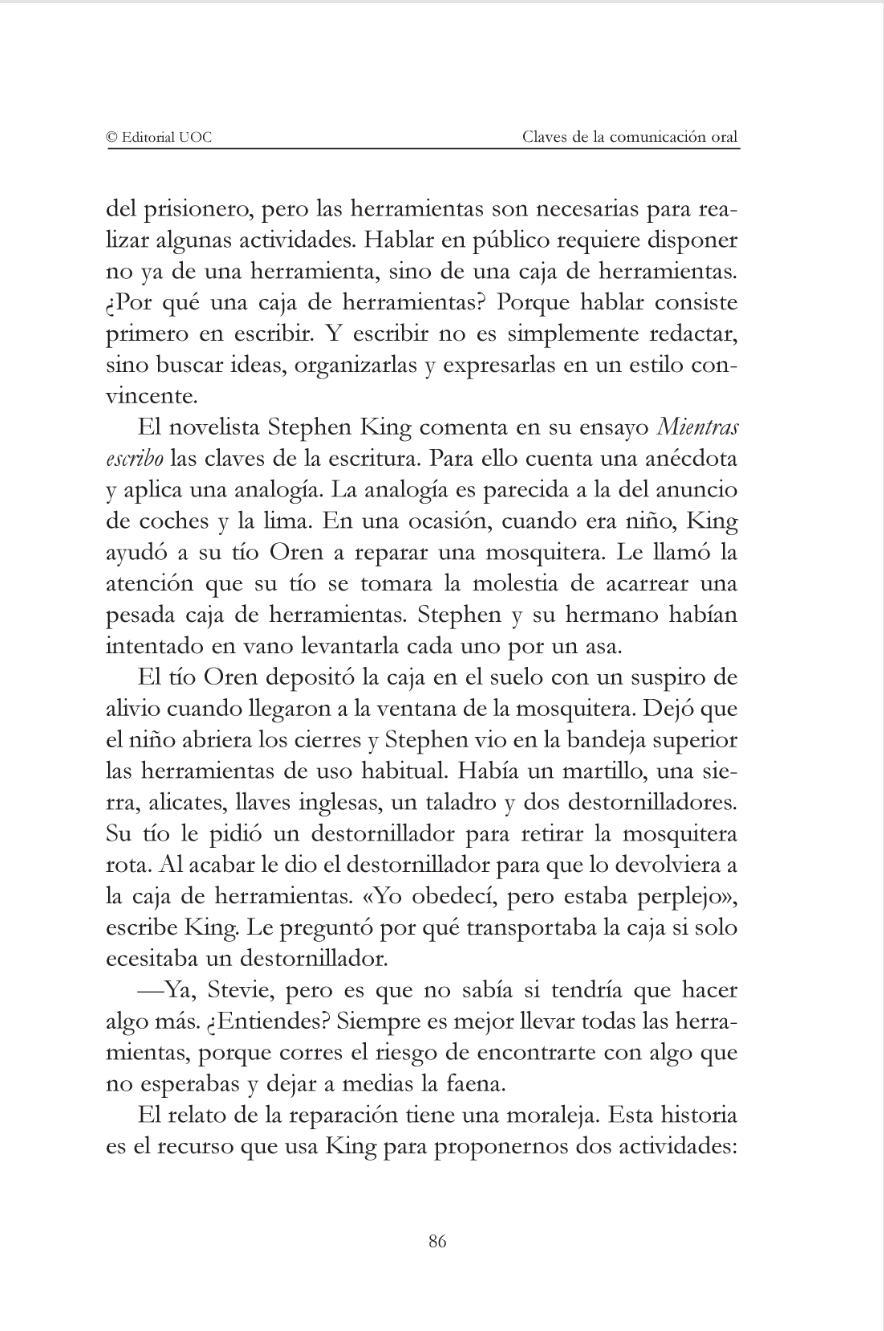 © Editorial UOC
Claves de la comunicación oral
del prisionero, pero las herramientas son necesarias para rea-
lizar algunas actividades. Hablar en público requiere disponer
no ya de una herramienta, sino de una caja de herramientas.
¿Por qué una caja de herramientas? Porque hablar consiste
primero en escribir. Y escribir no es simplemente redactar,
sino buscar ideas, organizarlas y expresarlas en un estilo con-
vincente.
El novelista Stephen King comenta en su ensayo Mientras
escribo las claves de la escritura. Para ello cuenta una anécdota
y aplica una analogía. La analogía es parecida a la del anuncio
de coches y la lima. En una ocasión, cuando era niño, King
ayudó a su tío Oren a reparar una mosquitera. Le llamó la
atención que su tío se tomara la molestia de acarrear una
pesada caja de herramientas. Stephen y su hermano habían
intentado en vano levantarla cada uno por un asa.
El tío Oren depositó la caja en el suelo con un suspiro de
alivio cuando llegaron a la ventana de la mosquitera. Dejó que
el niño abriera los cierres y Stephen vio en la bandeja superior
las herramientas de uso habitual. Había un martillo, una sie-
rra, alicates, llaves inglesas, un taladro y dos destornilladores.
Su tío le pidió un destornillador para retirar la mosquitera
rota. Al acabar le dio el destornillador para que lo devolviera a
la caja de herramientas. «Yo obedecí, pero estaba perplejo»,
escribe King. Le preguntó por qué transportaba la caja si solo
ecesitaba un destornillador.
—Ya, Stevie, pero es que no sabía si tendría que hacer
algo más. ¿Entiendes? Siempre es mejor llevar todas las herra-
mientas, porque corres el riesgo de encontrarte con algo que
no esperabas y dejar a medias la faena.
El relato de la reparación tiene una moraleja. Esta historia
es el recurso que usa King para proponernos dos actividades:
86